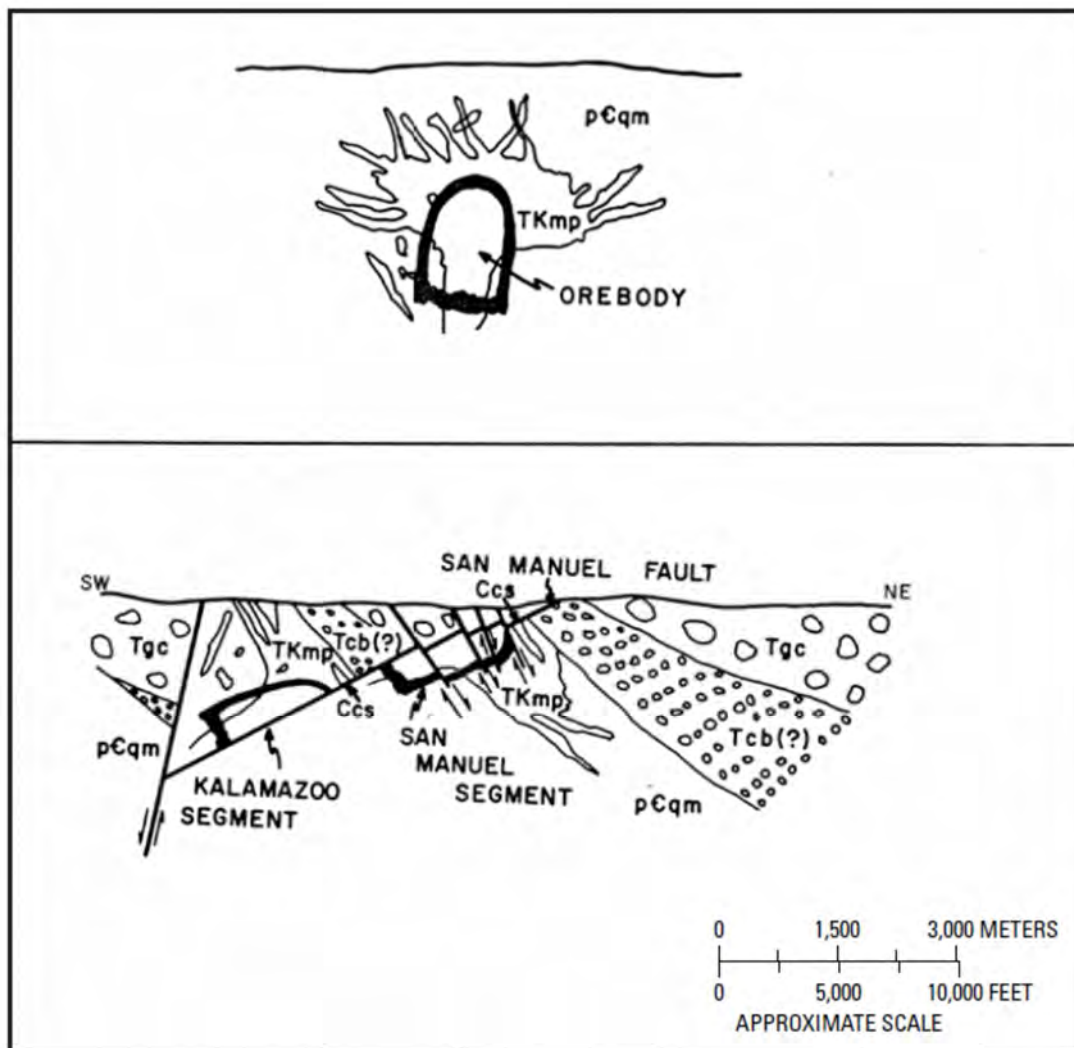 p€qm
TKmp
OREBODY
SAN MANUEL FAULT
SW
Ccs
NE
Tgc
TKmp
Tcb(?)
Tgc
Ccs
TKmp
Tcb(?)
p€qm
SAN
MANUEL
SEGMENT
p€qm
KALAMAZOO
SEGMENT
0 1,500 3,000 METERS
0 5,000 10,000 FEET
APPROXIMATE SCALE